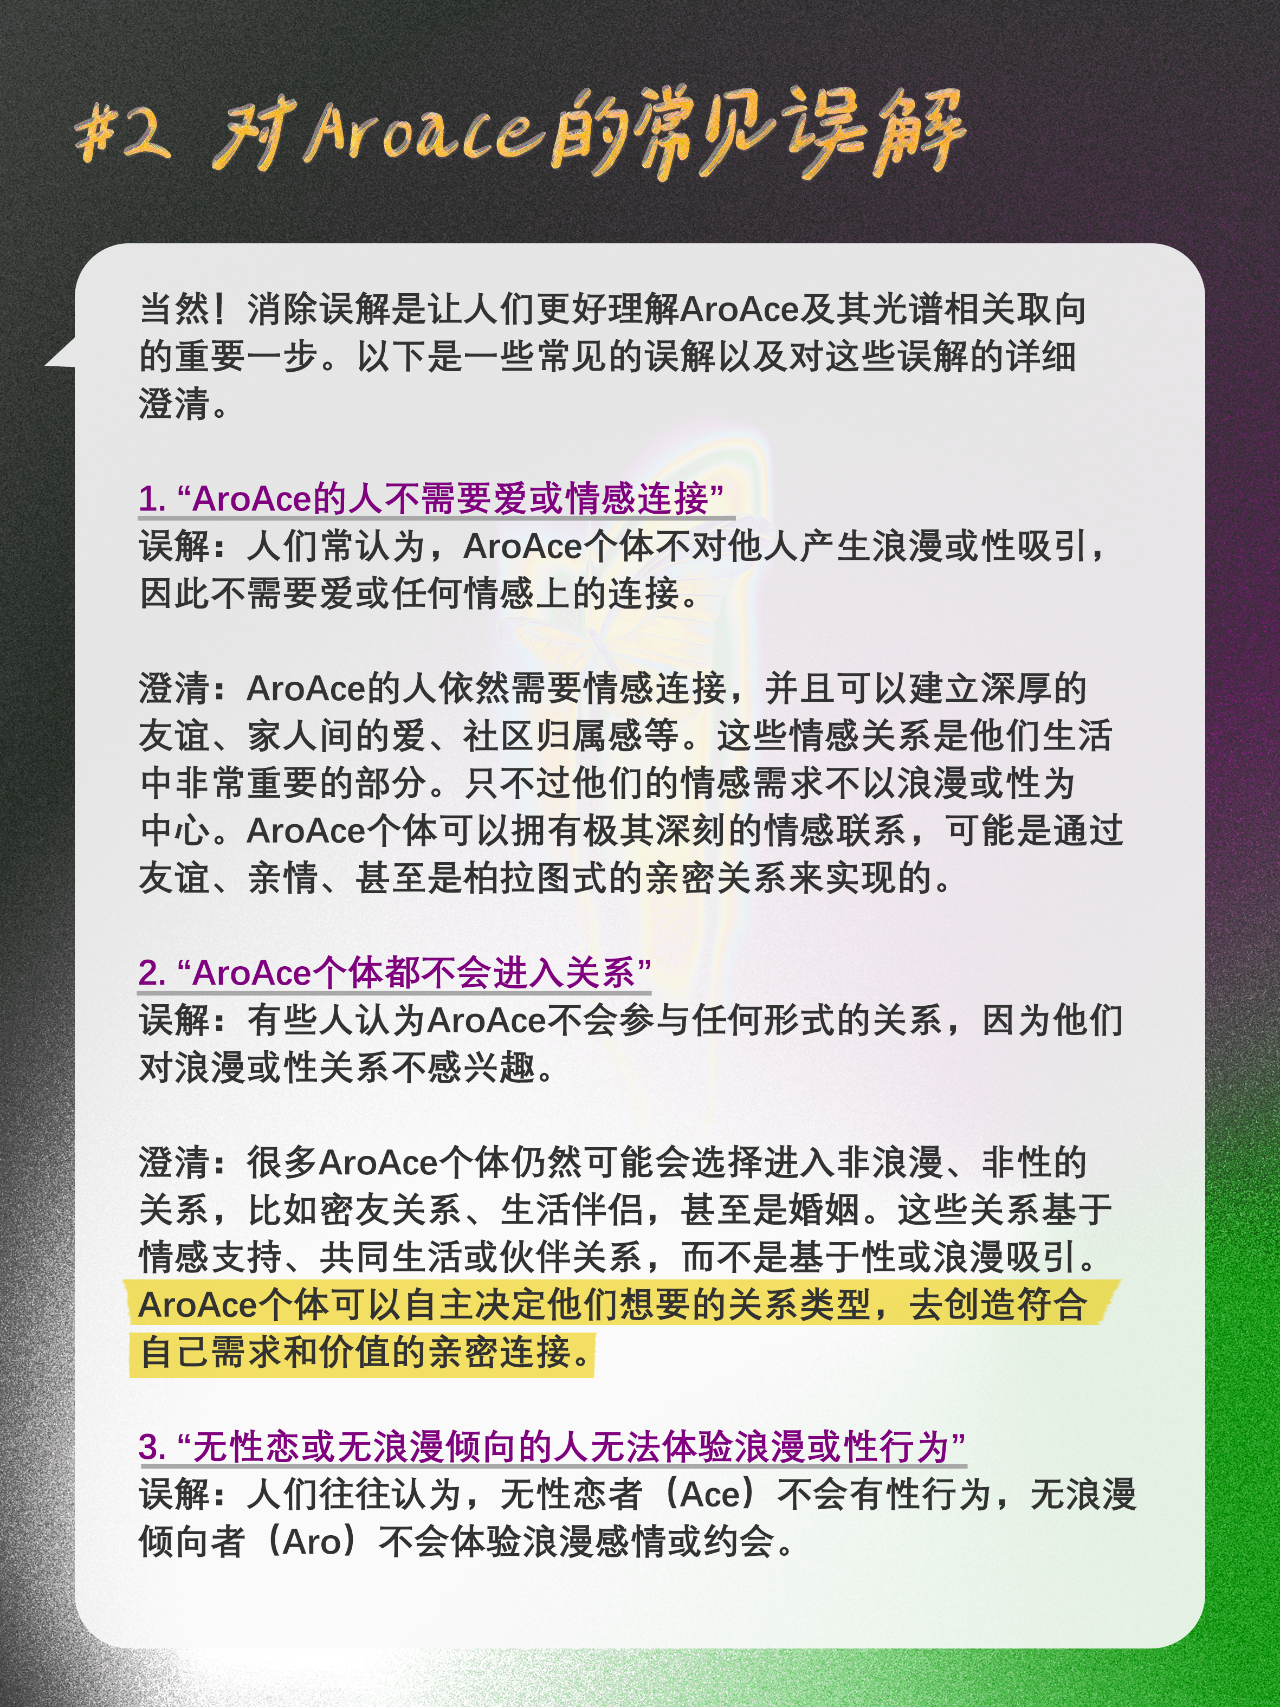 #2 对Aroace的常见误解
当然！消除误解是让人们更好理解AroAce及其光谱相关取向
的重要一步。以下是一些常见的误解以及对这些误解的详细
澄清。
1. “AroAce的人不需要爱或情感连接”
误解：人们常认为，AroAce个体不对他人产生浪漫或性吸引，
因此不需要爱或任何情感上的连接。
澄清：AroAce的人依然需要情感连接，并且可以建立深厚的
友谊、家人间的爱、社区归属感等。这些情感关系是他们生活
中非常重要的部分。只不过他们的情感需求不以浪漫或性为
中心。AroAce个体可以拥有极其深刻的情感联系，可能是通过
友谊、亲情、甚至是柏拉图式的亲密关系来实现的。
2. “AroAce个体都不会进入关系”
误解：有些人认为AroAce不会参与任何形式的关系，因为他们
对浪漫或性关系不感兴趣。
澄清：很多AroAce个体仍然可能会选择进入非浪漫、非性的
关系，比如密友关系、生活伴侣，甚至是婚姻。这些关系基于
情感支持、共同生活或伙伴关系，而不是基于性或浪漫吸引。
AroAce个体可以自主决定他们想要的关系类型，去创造符合
自己需求和价值的亲密连接。
3. “无性恋或无浪漫倾向的人无法体验浪漫或性行为”
误解：人们往往认为，无性恋者（Ace）不会有性行为，无浪漫
倾向者（Aro）不会体验浪漫感情或约会。